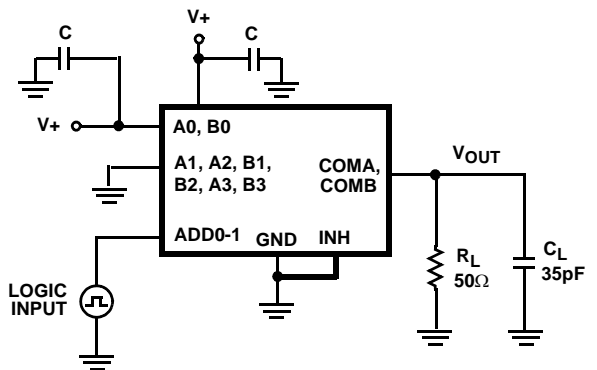 V+
C
C
V+
A0, B0
A1, A2, B1,
B2, A3, B3
COMA,
COMB
VOUT
ADD0-1
GND
INH
LOGIC
INPUT
RL
50Ω
CL
35pF